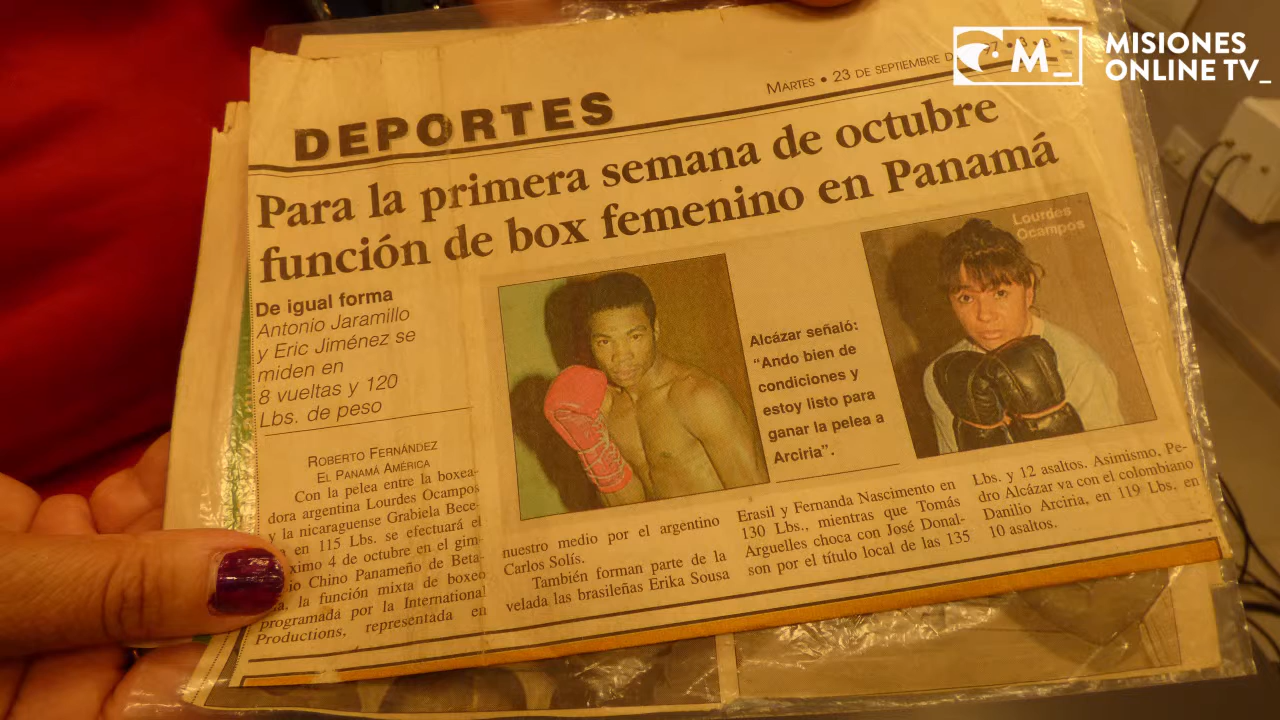 MISIONES
ONLINE TV_
M_
DEPORTES
MARTES • 23 DE SEPTIEMBRE
Para la primera semana de octubre
función de box femenino en Panamá
De igual forma
Antonio Jaramillo
y Eric Jiménez se
miden en
8 vueltas y 120
Lbs. de peso
ROBERTO FERNÁNDEZ
EL PANAMÁ AMÉRICA
Con la pelea entre la boxea-
dora argentina Lourdes Ocampos
y la nicaraguense Grabiela Bece-
en 115 Lbs. se efectuará el
ximo 4 de octubre en el gim
io Chino Panameño de Beta-
la función mixta de boxeo
programada por la International
Productions, representada en
nuestro medio por el argentino
Carlos Solís.
También forman parte de la
velada las brasileñas Erika Sousa
Alcázar señaló:
“Ando bien de
condiciones y
estoy listo para
ganar la pelea a
Arciria”.
Lourdes
Ocampos
Erasil y Fernanda Nascimento en
130 Lbs., mientras que Tomás
Arguelles choca con José Donal-
son por el título local de las 135
Lbs. y 12 asaltos. Asimismo, Pe-
dro Alcázar va con el colombiano
Danilio Arciria, en 119 Lbs. en
10 asaltos.